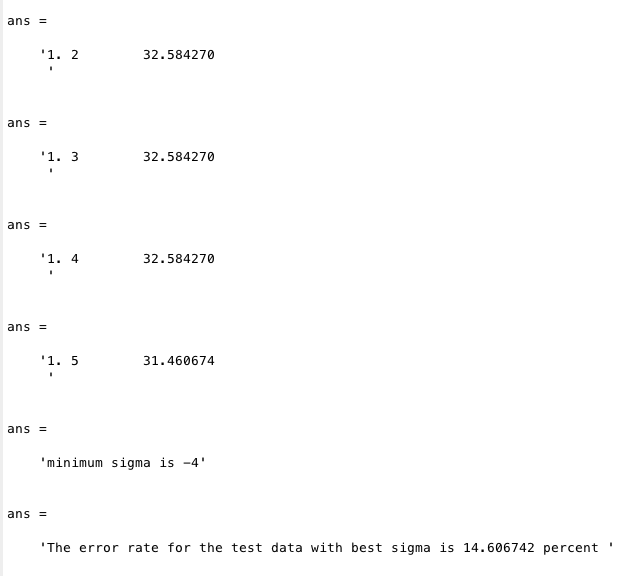 ans =
'1. 2        32.584270
'
ans =
'1. 3        32.584270
'
ans =
'1. 4        32.584270
'
ans =
'1. 5        31.460674
'
ans =
'minimum sigma is -4'
ans =
'The error rate for the test data with best sigma is 14.606742 percent '